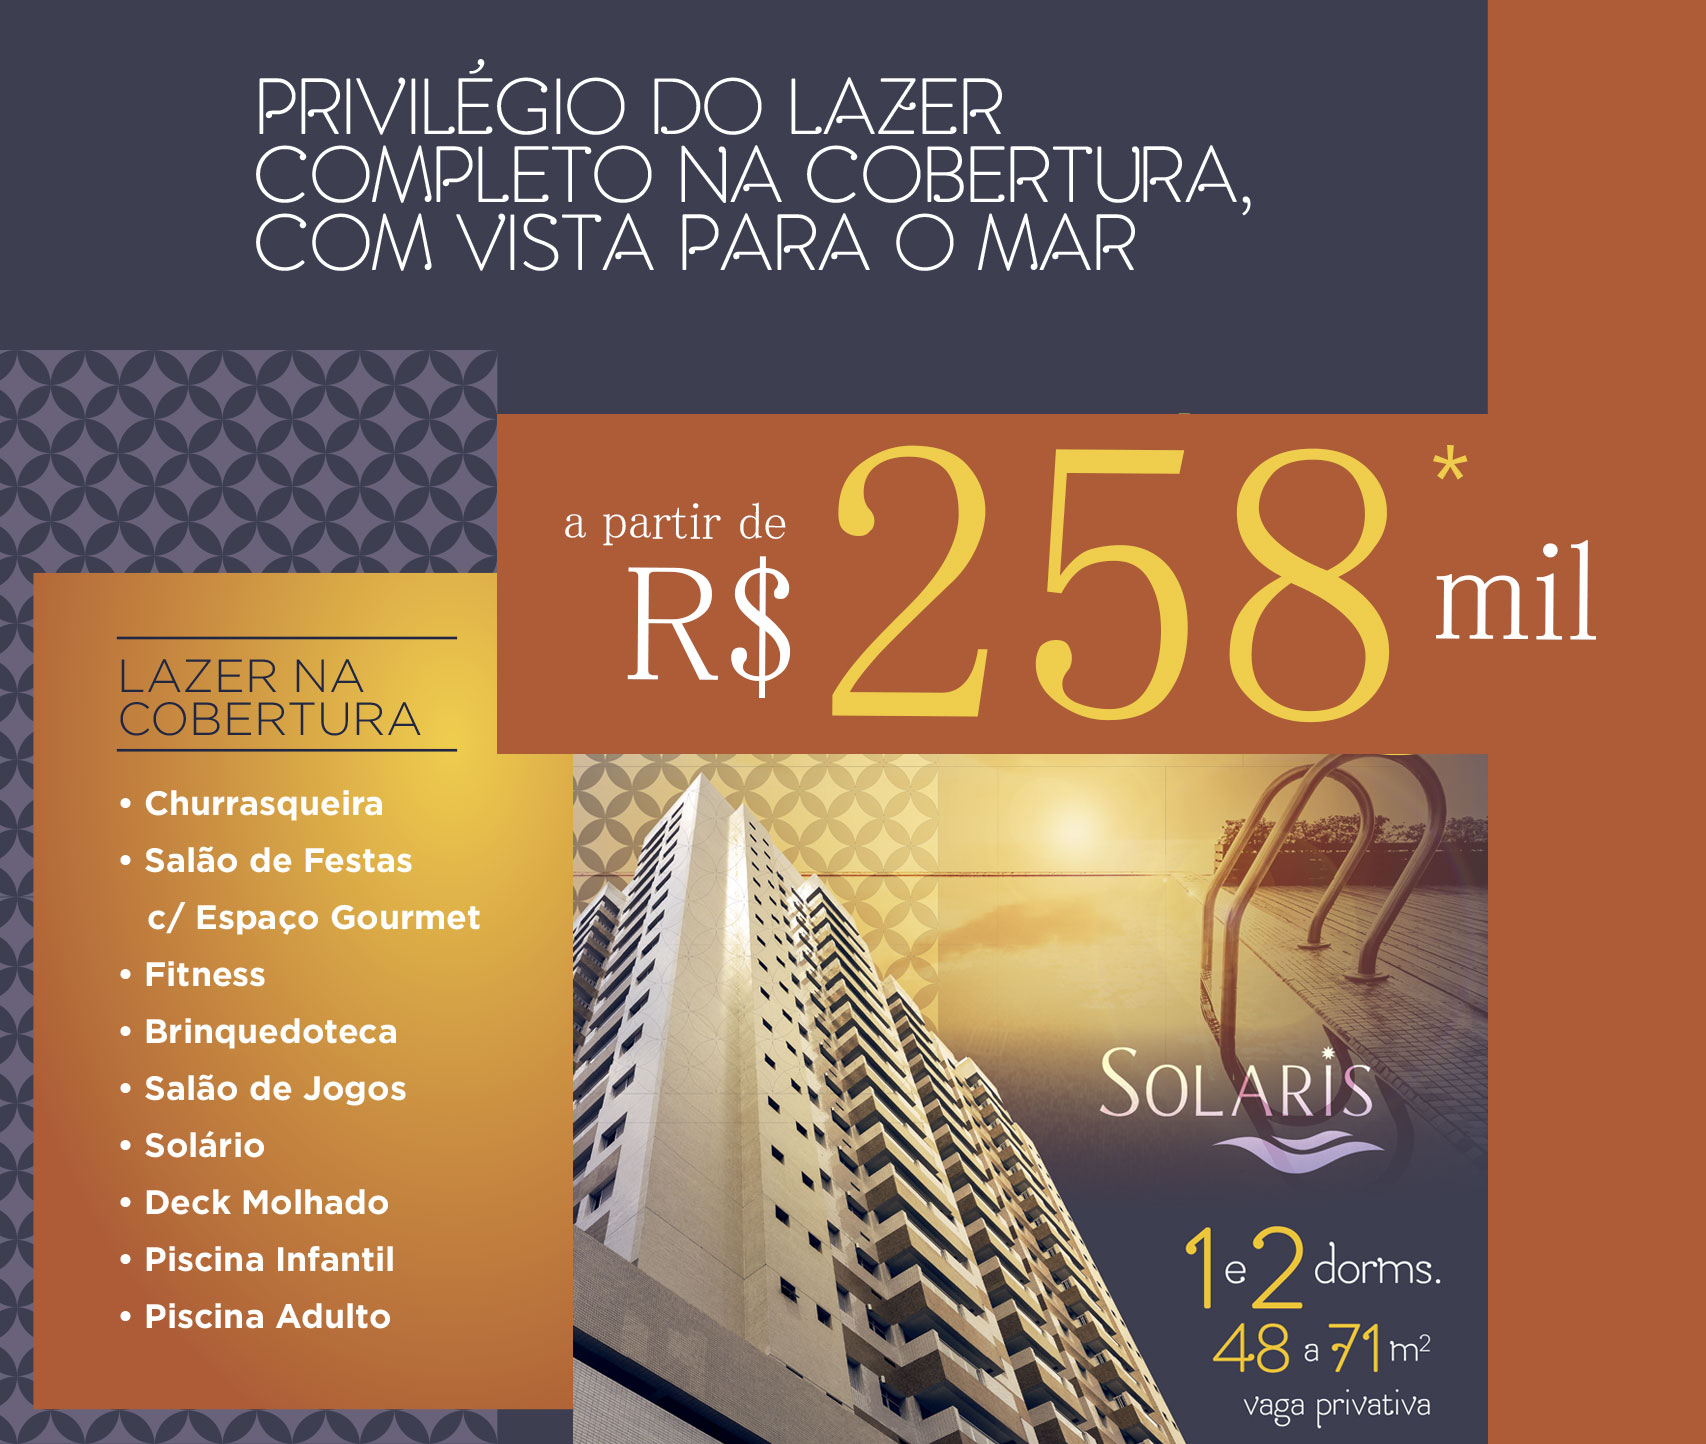 PRIVILÉGIO DO LAZER
COMPLETO NA COBERTURA,
COM VISTA PARA O MAR
a partir de
R$ 258* mil
LAZER NA
COBERTURA
• Churrasqueira
• Salão de Festas
c/ Espaço Gourmet
• Fitness
• Brinquedoteca
• Salão de Jogos
• Solário
• Deck Molhado
• Piscina Infantil
• Piscina Adulto
SOLARIS
1 e 2 dorms.
48 a 71 m²
vaga privativa